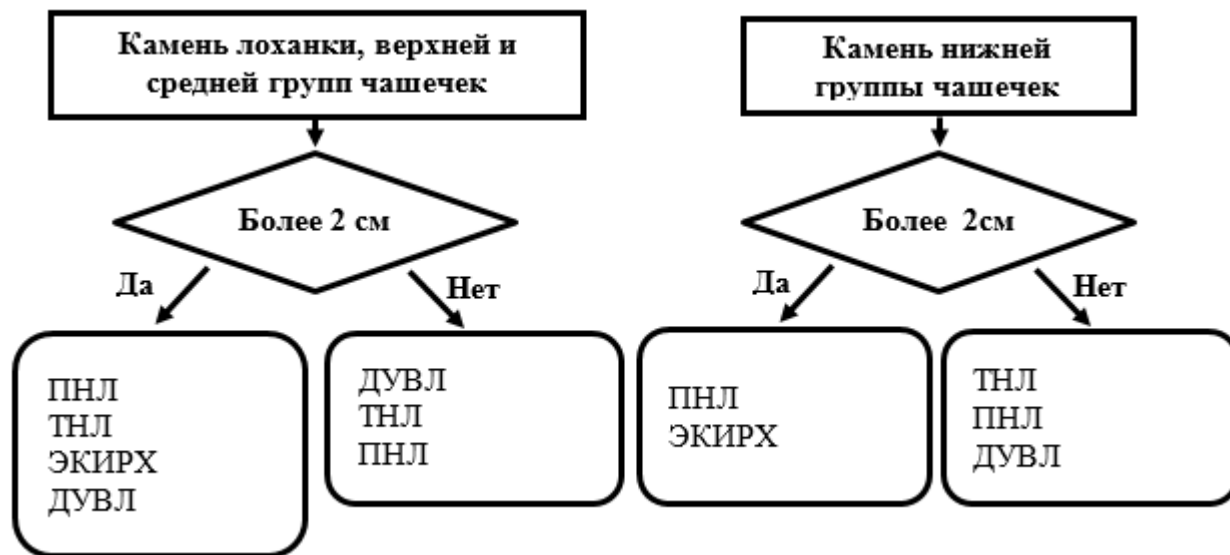 Камень лоханки, верхней и
средней групп чашечек
Более 2 см
Да
Нет
ПНЛ
ТНЛ
ЭКИРХ
ДУВЛ
ДУВЛ
ТНЛ
ПНЛ
Камень нижней
группы чашечек
Более 2см
Да
Нет
ПНЛ
ЭКИРХ
ТНЛ
ПНЛ
ДУВЛ